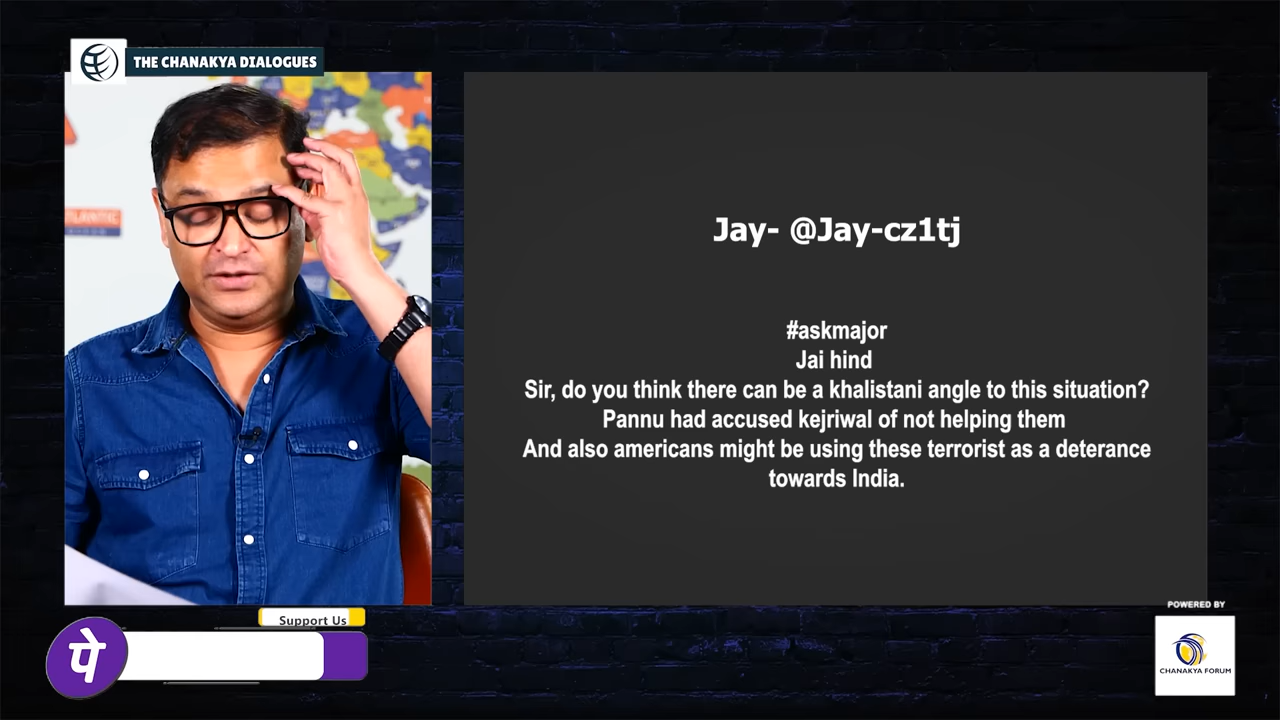 THE CHANAKYA DIALOGUES
LANTIC
Jay- @Jay-cz1tj
#askmajor
Jai hind
Sir, do you think there can be a khalistani angle to this situation?
Pannu had accused kejriwal of not helping them
And also americans might be using these terrorist as a deterance
towards India.
Support Us
पे
POWERED BY
CHANAKYA FORUM